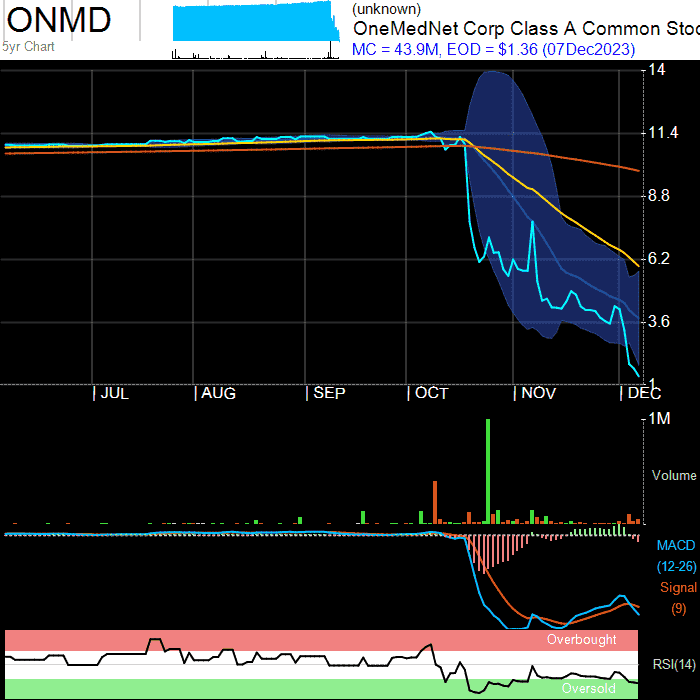 ONMD
5yr Chart
(unknown)
OneMedNet Corp Class A Common Stoc
MC = 43.9M, EOD = $1.36 (07Dec2023)
14
11.4
8.8
6.2
3.6
1
JUL
AUG
SEP
OCT
NOV
DEC
1M
Volume
MACD
(12-26)
Signal
(9)
Overbought
RSI(14)
Oversold